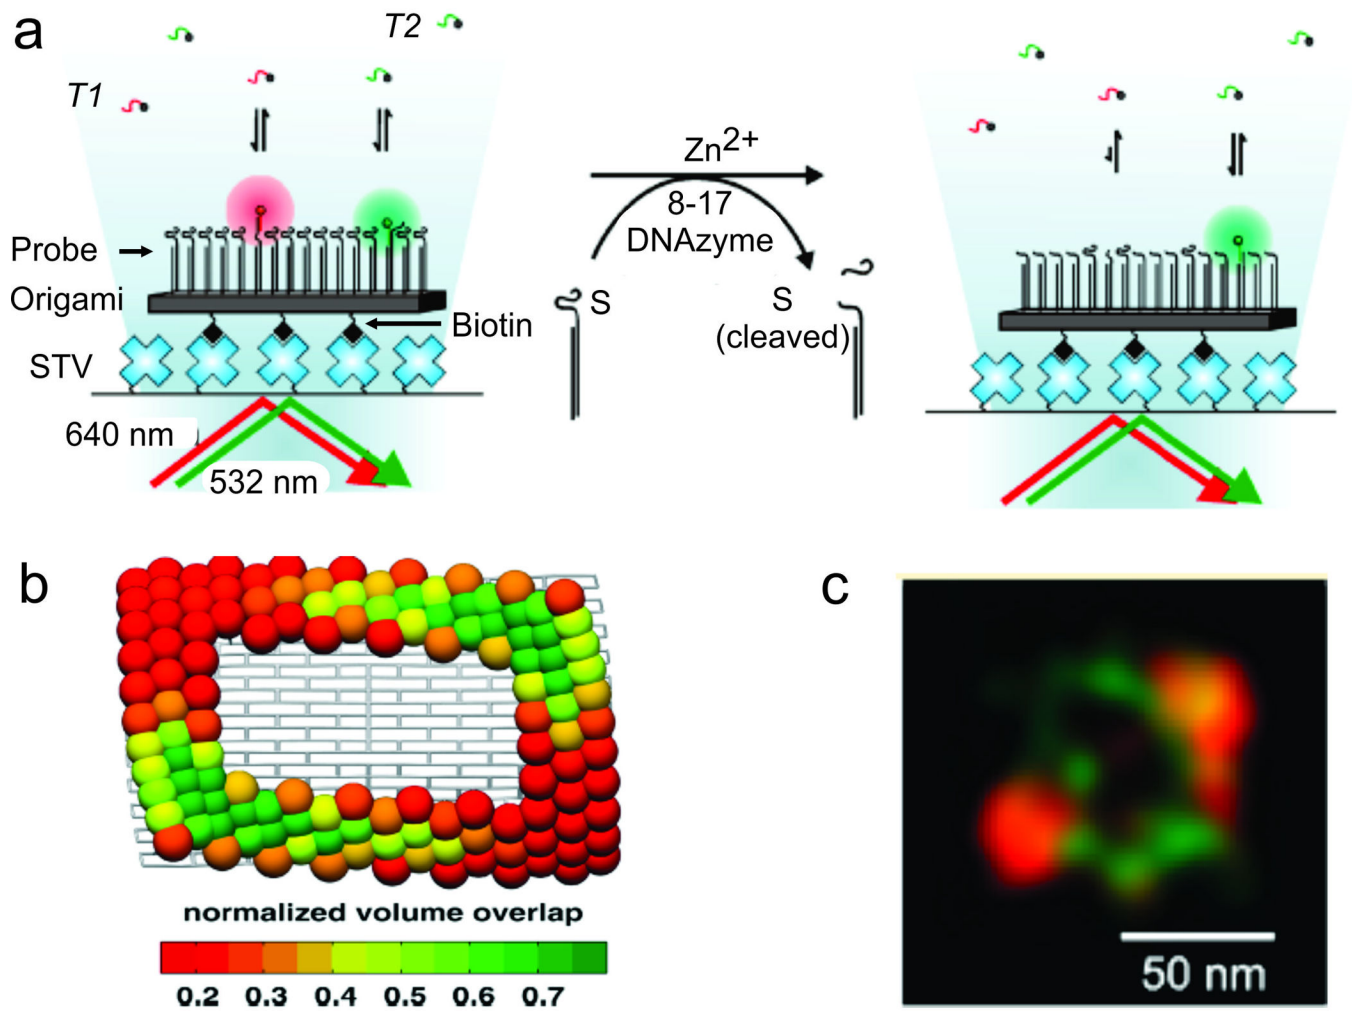 a
T2
T1
Zn2+
8-17
DNAzyme
Probe
Origami
Biotin
S
S
(cleaved)
STV
640 nm
532 nm
b
c
normalized volume overlap
0.2 0.3 0.4 0.5 0.6 0.7
50 nm